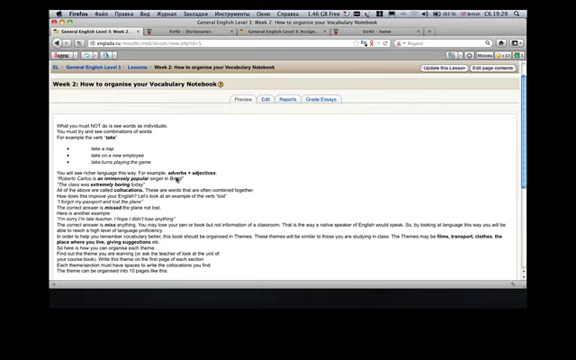 Firefox Файл Правка Вид Журнал Закладки Инструменты Окно Справка 1.46 GB Free Сб 19:29
General English Level 3: Week 2... En4U - Dictionaries General English Level 3: Assign... En4U - home
Яндекс
EL General English Level 3 Lessons Week 2: How to organise your Vocabulary Notebook Update this Lesson Edit page contents
Week 2: How to organise your Vocabulary Notebook
Preview Edit Reports Grade Essays
What you must NOT do is see words as individuals.
You must try and see combinations of words
For example the verb "take"
take a nap
take on a new employee
take turns playing the game
You will see richer language this way. For example, adverbs + adjectives:
"Roberto Carlos is an immensely popular singer in Brazil"
"The class was extremely boring today"
All of the above are called collocations. These are words that are often combined together.
How does this improve your English? Let's look at an example of the verb "lost"
"I forgot my passport and lost the plane"
The correct answer is missed the plane not lost.
Here is another example:
"I'm sorry I'm late teacher. I hope I didn't lose anything"
The correct answer is miss anything. You may lose your pen or book but not information of a classroom. That is the way a native speaker of English would speak. So, by looking at language this way you will be able to reach a high level of language proficiency.
In order to help you remember vocabulary better, this book should be organised in Themes. These themes will be similar to those you are studying in class. The Themes may be films, transport, clothes, the
place where you live, giving suggestions etc.
So here is how you can organise each theme:
Find out the theme you are learning (or ask the teacher or look at the unit of
your course book). Write this theme on the first page of each section
Each theme/section must have spaces to write the collocations you find
The theme can be organised into 10 pages like this: